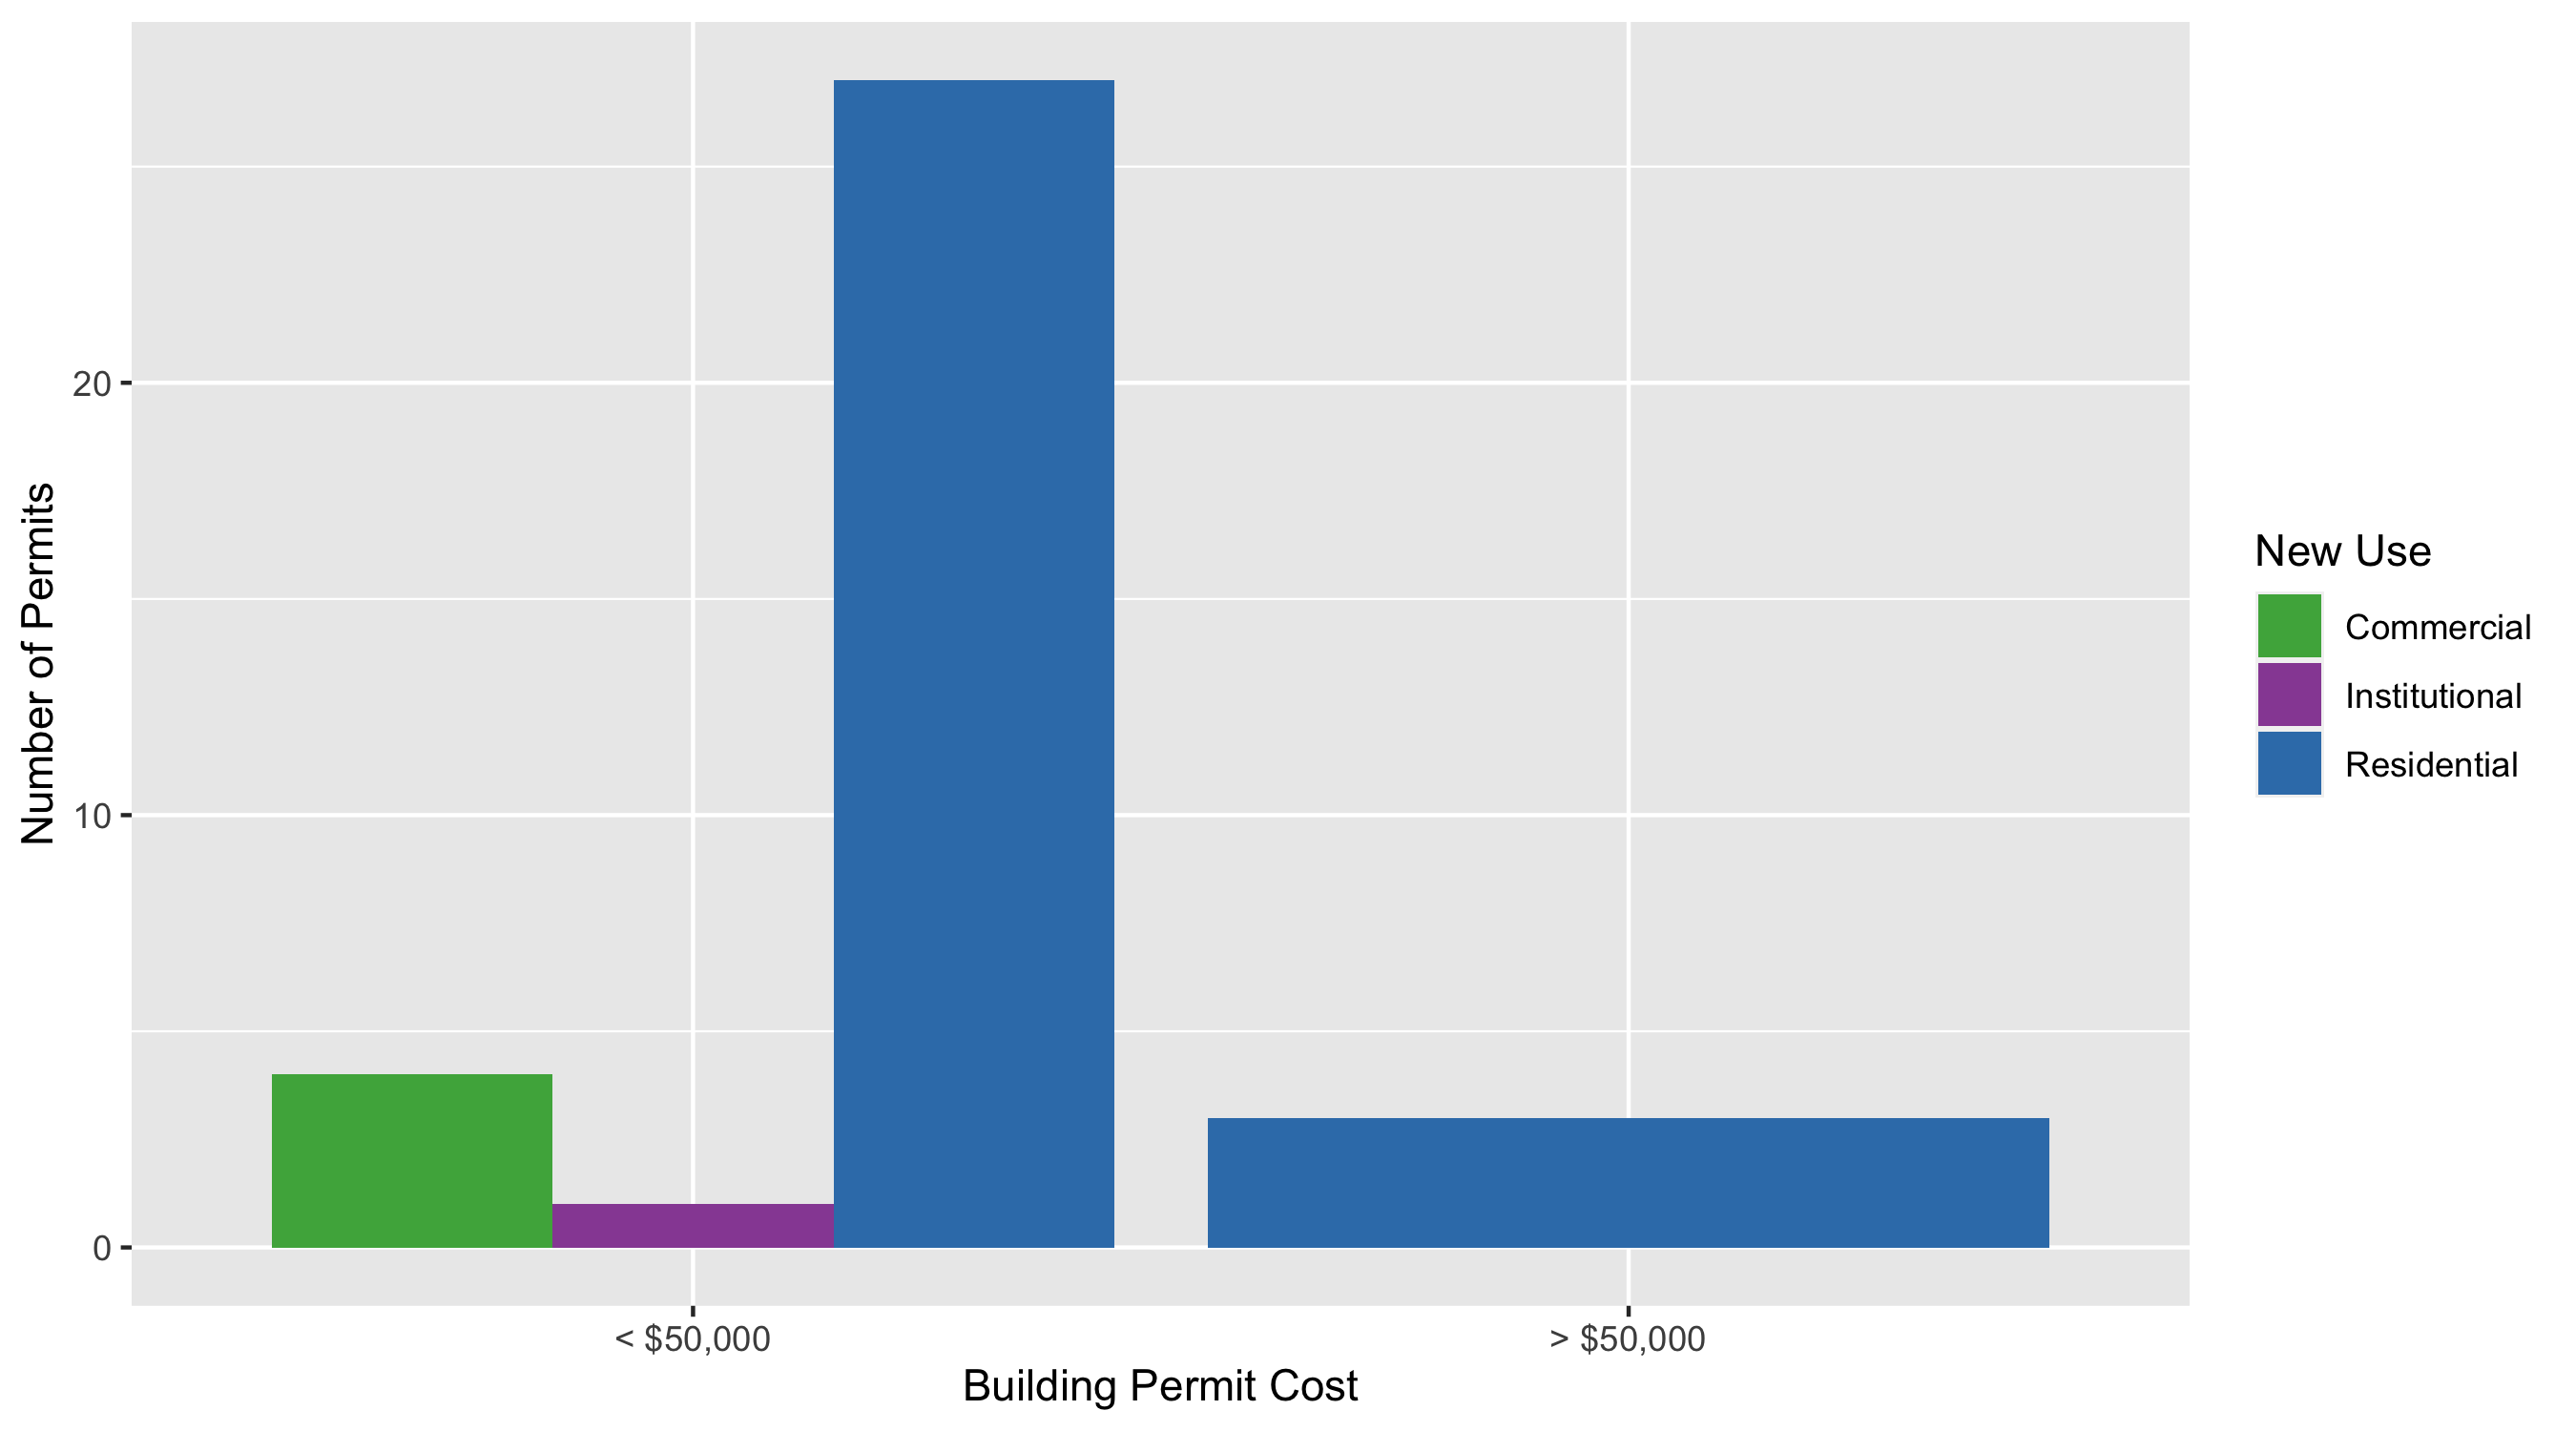 Number of Permits
20
10
0
< $50,000
> $50,000
Building Permit Cost
New Use
Commercial
Institutional
Residential